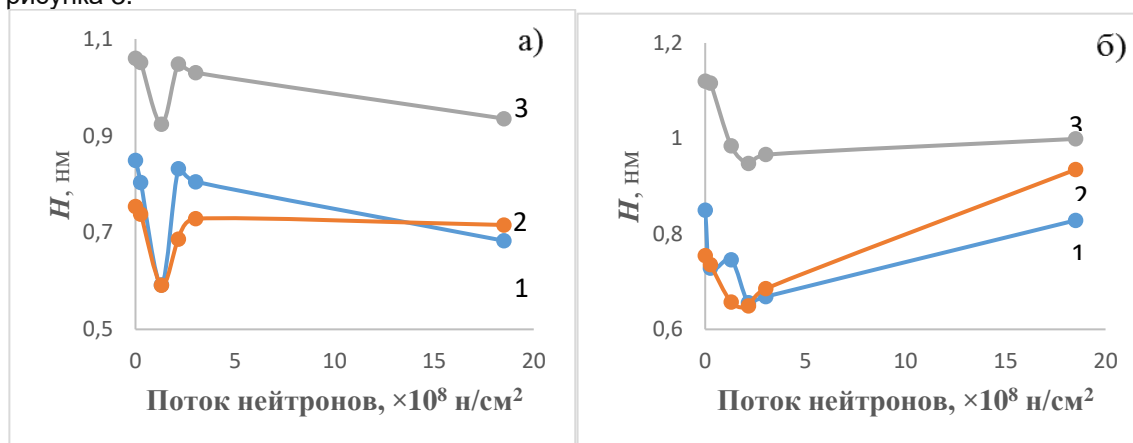 рисунка 3.
1,1
0,9
0,7
0,5
H, нм
а)
3
2
1
0 5 10 15 20
Поток нейтронов, ×10⁸ н/см²
1,2
1
0,8
0,6
H, нм
б)
3
2
1
0 5 10 15 20
Поток нейтронов, ×10⁸ н/см²